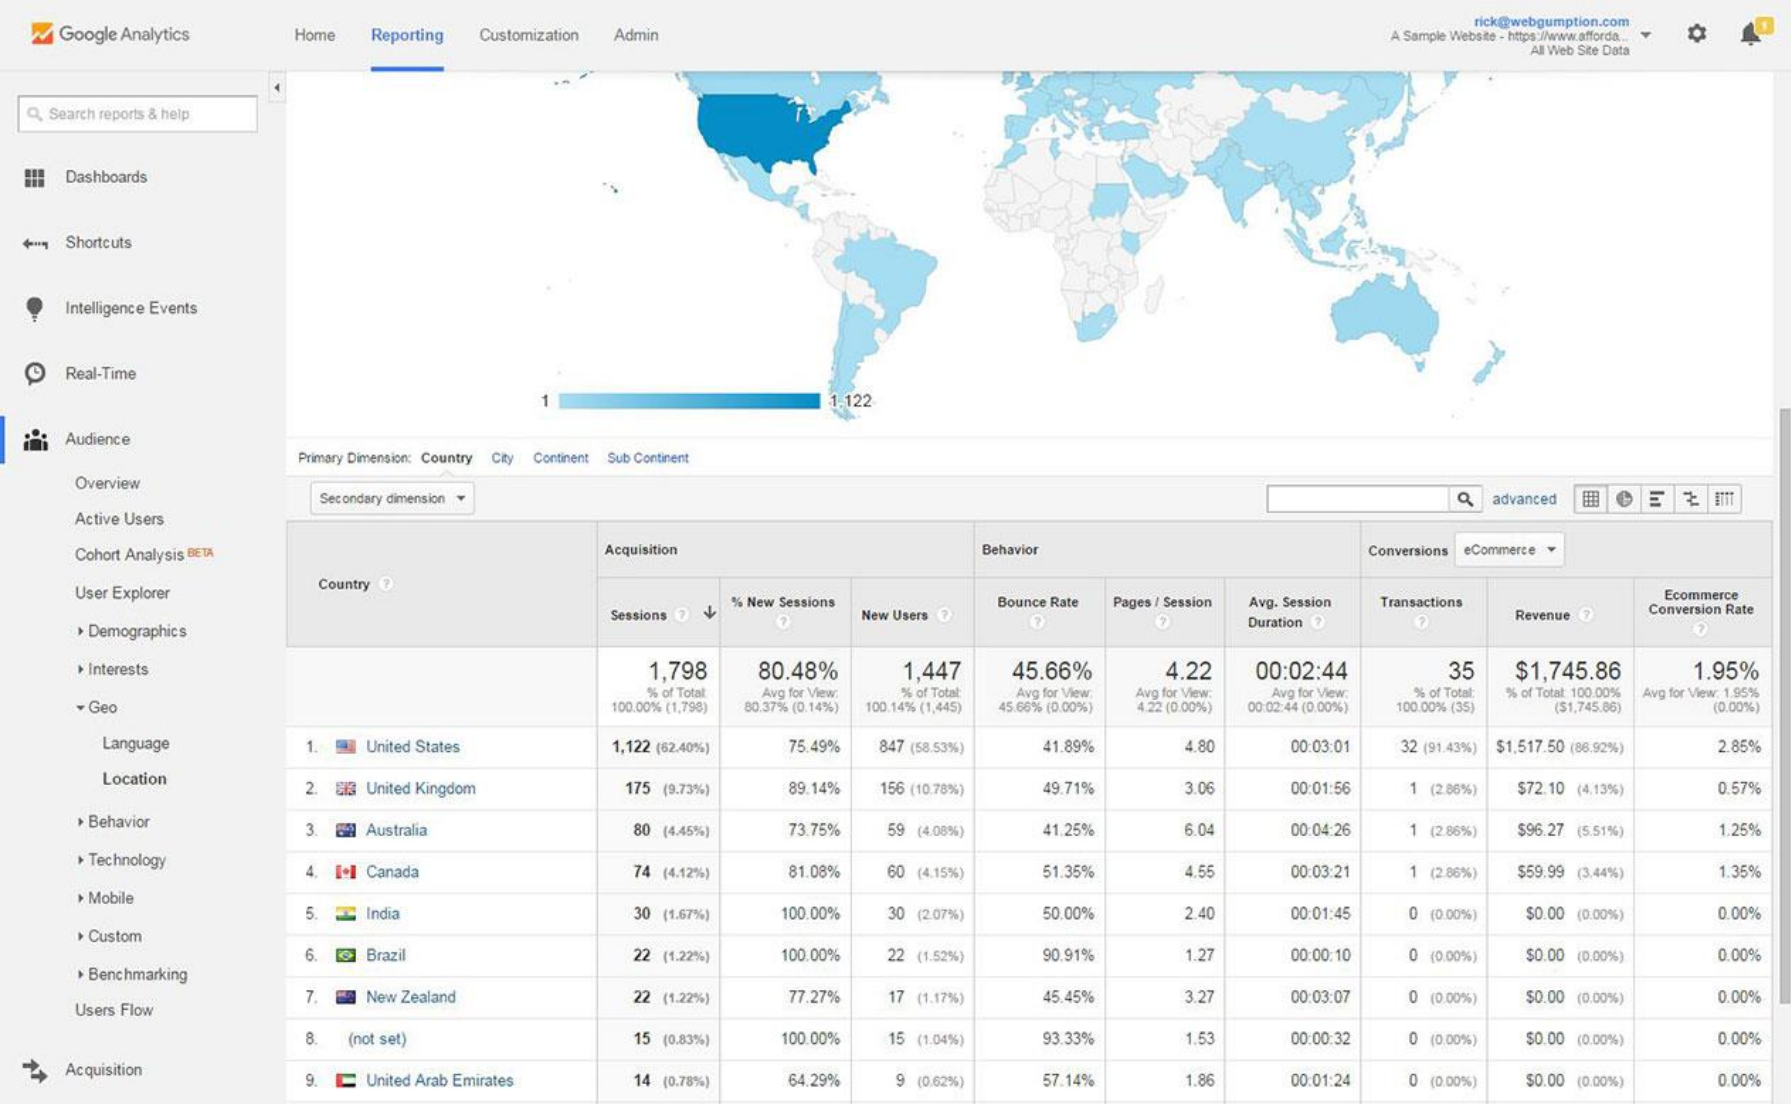 Google Analytics
Home Reporting Customization Admin
rick@webgumption.com
A Sample Website - https://www.afforda...
All Web Site Data
1
Search reports & help
Dashboards
Shortcuts
Intelligence Events
Real-Time
Audience
Overview
Active Users
Cohort Analysis BETA
User Explorer
Demographics
Interests
Geo
Language
Location
Behavior
Technology
Mobile
Custom
Benchmarking
Users Flow
Acquisition
1 1,122
Primary Dimension: Country City Continent Sub Continent
Secondary dimension
advanced
Acquisition Behavior Conversions eCommerce
Country ?
Sessions ? % New Sessions ? New Users ? Bounce Rate ? Pages / Session ? Avg. Session Duration ? Transactions ? Revenue ? Ecommerce Conversion Rate ?
1,798 80.48% 1,447 45.66% 4.22 00:02:44 35 $1,745.86 1.95%
% of Total: Avg for View: % of Total: Avg for View: Avg for View: Avg for View: % of Total: % of Total: 100.00% Avg for View: 1.95%
100.00% (1,798) 80.37% (0.14%) 100.14% (1,445) 45.66% (0.00%) 4.22 (0.00%) 00:02:44 (0.00%) 100.00% (35) ($1,745.86) (0.00%)
1. United States 1,122 (62.40%) 75.49% 847 (58.53%) 41.89% 4.80 00:03:01 32 (91.43%) $1,517.50 (86.92%) 2.85%
2. United Kingdom 175 (9.73%) 89.14% 156 (10.78%) 49.71% 3.06 00:01:56 1 (2.86%) $72.10 (4.13%) 0.57%
3. Australia 80 (4.45%) 73.75% 59 (4.08%) 41.25% 6.04 00:04:26 1 (2.86%) $96.27 (5.51%) 1.25%
4. Canada 74 (4.12%) 81.08% 60 (4.15%) 51.35% 4.55 00:03:21 1 (2.86%) $59.99 (3.44%) 1.35%
5. India 30 (1.67%) 100.00% 30 (2.07%) 50.00% 2.40 00:01:45 0 (0.00%) $0.00 (0.00%) 0.00%
6. Brazil 22 (1.22%) 100.00% 22 (1.52%) 90.91% 1.27 00:00:10 0 (0.00%) $0.00 (0.00%) 0.00%
7. New Zealand 22 (1.22%) 77.27% 17 (1.17%) 45.45% 3.27 00:03:07 0 (0.00%) $0.00 (0.00%) 0.00%
8. (not set) 15 (0.83%) 100.00% 15 (1.04%) 93.33% 1.53 00:00:32 0 (0.00%) $0.00 (0.00%) 0.00%
9. United Arab Emirates 14 (0.78%) 64.29% 9 (0.62%) 57.14% 1.86 00:01:24 0 (0.00%) $0.00 (0.00%) 0.00%